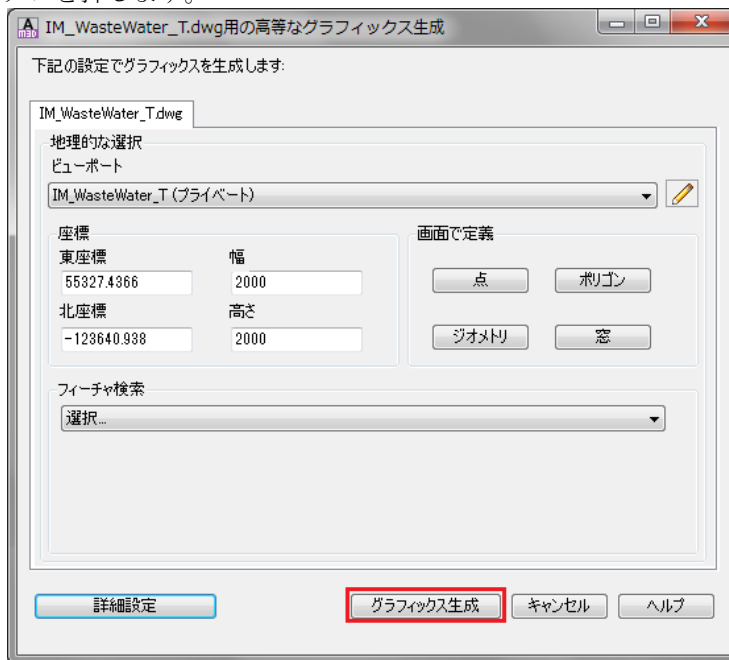 を押します。
IM_WasteWater_T.dwg用の高等なグラフィックス生成
下記の設定でグラフィックスを生成します:
IM_WasteWater_T.dwg
地理的な選択
ビューポート
IM_WasteWater_T (プライベート)
座標
画面で定義
東座標
幅
55327.4366
2000
点
ポリゴン
北座標
高さ
-123640.938
2000
ジオメトリ
窓
フィーチャ検索
選択...
詳細設定
グラフィックス生成
キャンセル
ヘルプ